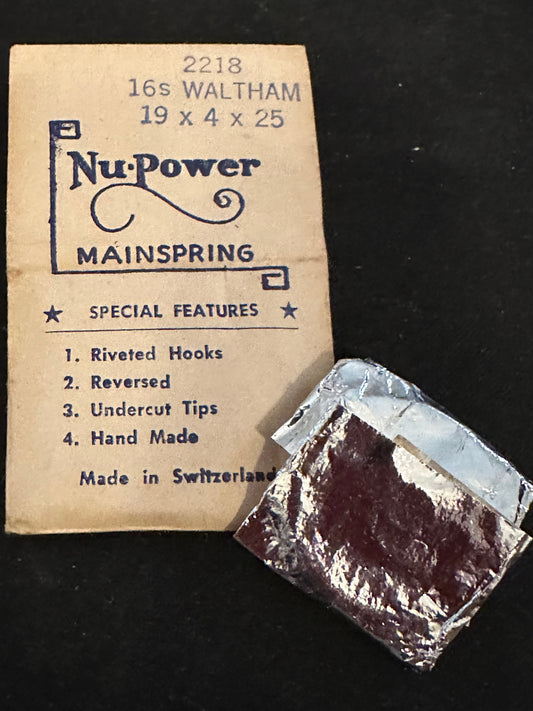 2218
16s WALTHAM
19 x 4 x 25
Nu-Power
MAINSPRING
★ SPECIAL FEATURES ★
1. Riveted Hooks
2. Reversed
3. Undercut Tips
4. Hand Made
Made in Switzerland